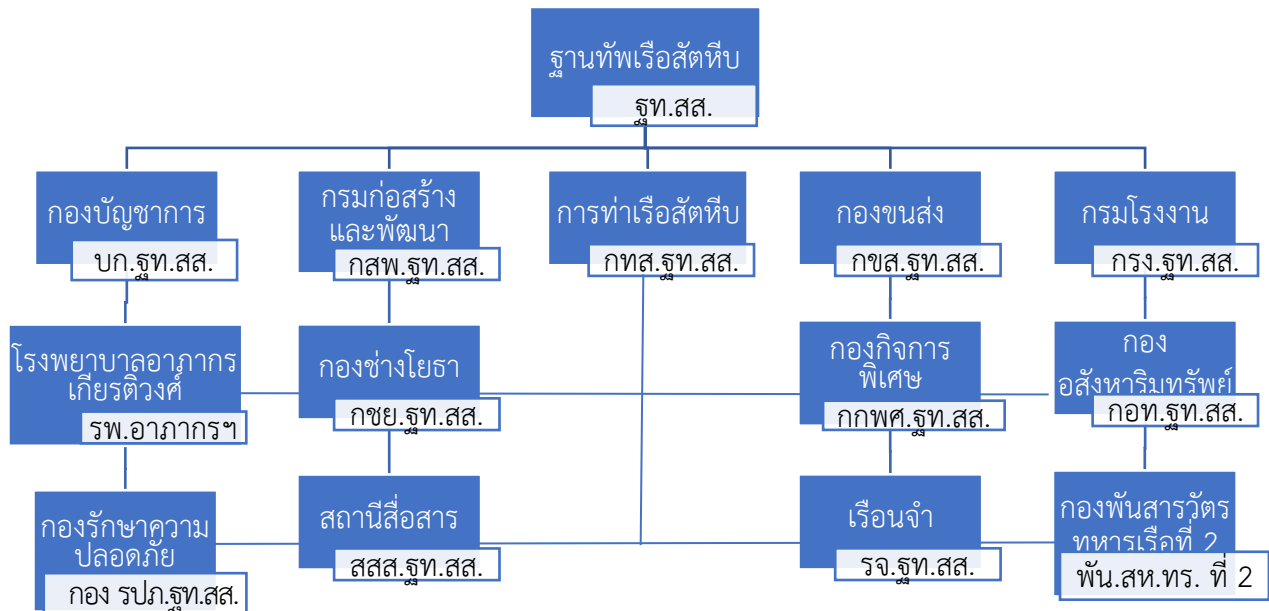 ฐานทัพเรือสัตหีบ
ฐท.สส.
กองบัญชาการ
บก.ฐท.สส.
กรมก่อสร้าง
และพัฒนา
กสพ.ฐท.สส.
การท่าเรือสัตหีบ
กทส.ฐท.สส.
กองขนส่ง
กขส.ฐท.สส.
กรมโรงงาน
กรง.ฐท.สส.
โรงพยาบาลอาภากร
เกียรติวงศ์
รพ.อาภากรฯ
กองช่างโยธา
กชย.ฐท.สส.
กองกิจการ
พิเศษ
กกพศ.ฐท.สส.
กอง
อสังหาริมทรัพย์
กอท.ฐท.สส.
กองรักษาความ
ปลอดภัย
กอง รปภ.ฐท.สส.
สถานีสื่อสาร
สสส.ฐท.สส.
เรือนจำ
รจ.ฐท.สส.
กองพันสารวัตร
ทหารเรือที่ 2
พัน.สห.ทร. ที่ 2